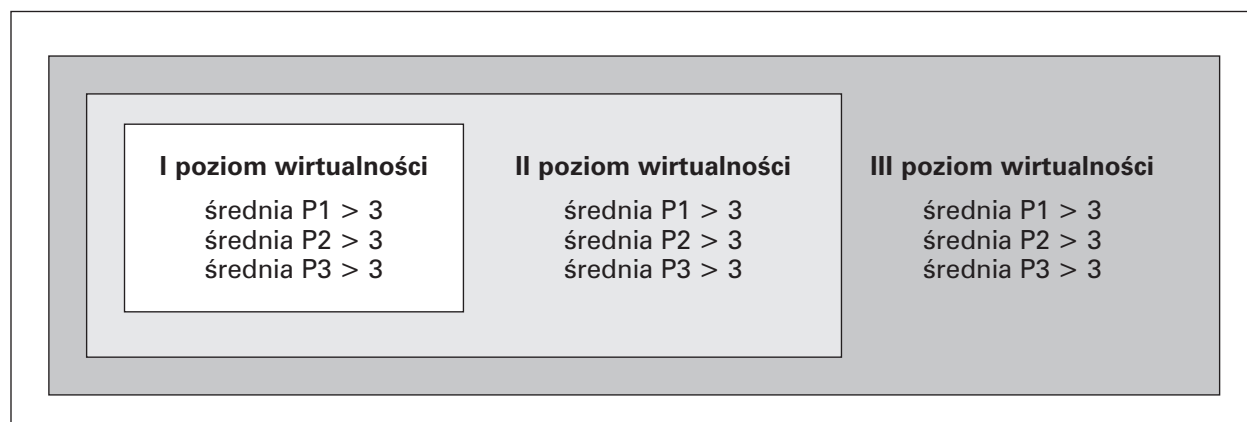 I poziom wirtualności
średnia P1 > 3
średnia P2 > 3
średnia P3 > 3
II poziom wirtualności
średnia P1 > 3
średnia P2 > 3
średnia P3 > 3
III poziom wirtualności
średnia P1 > 3
średnia P2 > 3
średnia P3 > 3